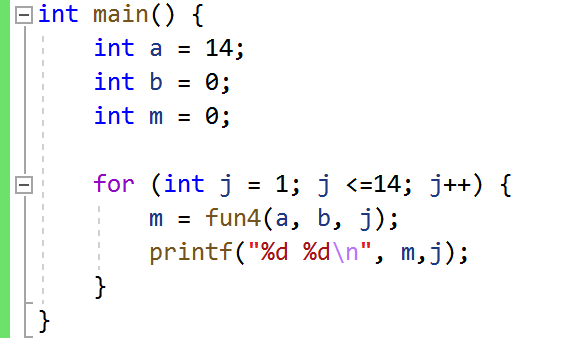 int main() {
    int a = 14;
    int b = 0;
    int m = 0;

    for (int j = 1; j <=14; j++) {
        m = fun4(a, b, j);
        printf("%d %d\n", m,j);
    }
}